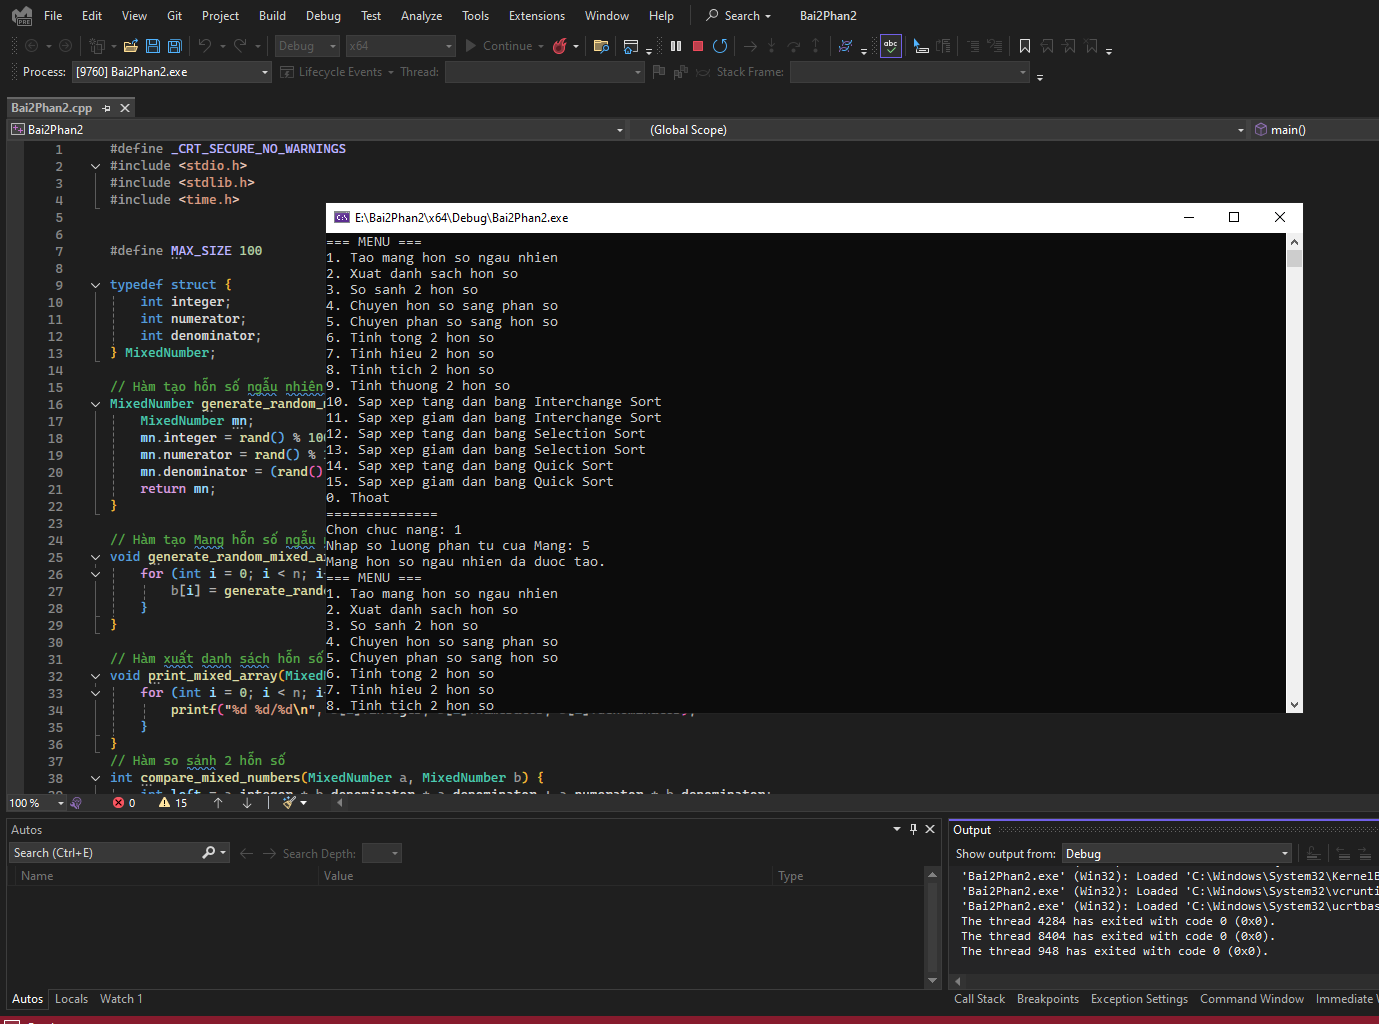 File Edit View Git Project Build Debug Test Analyze Tools Extensions Window Help Search Bai2Phan2
Debug x64 Continue
Process: [9760] Bai2Phan2.exe Lifecycle Events Thread: Stack Frame:
Bai2Phan2.cpp
Bai2Phan2 (Global Scope) main()
1 #define _CRT_SECURE_NO_WARNINGS
2 #include <stdio.h>
3 #include <stdlib.h>
4 #include <time.h>
5
6
7 #define MAX_SIZE 100
8
9 typedef struct {
10 int integer;
11 int numerator;
12 int denominator;
13 } MixedNumber;
14
15 // Hàm tạo hỗn số ngẫu nhiên
16 MixedNumber generate_random_
17 MixedNumber mn;
18 mn.integer = rand() % 10
19 mn.numerator = rand() %
20 mn.denominator = (rand()
21 return mn;
22 }
23
24 // Hàm tạo Mang hỗn số ngẫu
25 void generate_random_mixed_a
26 for (int i = 0; i < n; i
27 b[i] = generate_rand
28 }
29 }
30
31 // Hàm xuất danh sách hỗn số
32 void print_mixed_array(Mixed
33 for (int i = 0; i < n; i
34 printf("%d %d/%d\n",
35 }
36 }
37 // Hàm so sánh 2 hỗn số
38 int compare_mixed_numbers(MixedNumber a, MixedNumber b) {
E:\Bai2Phan2\x64\Debug\Bai2Phan2.exe
=== MENU ===
1. Tao mang hon so ngau nhien
2. Xuat danh sach hon so
3. So sanh 2 hon so
4. Chuyen hon so sang phan so
5. Chuyen phan so sang hon so
6. Tinh tong 2 hon so
7. Tinh hieu 2 hon so
8. Tinh tich 2 hon so
9. Tinh thuong 2 hon so
10. Sap xep tang dan bang Interchange Sort
11. Sap xep giam dan bang Interchange Sort
12. Sap xep tang dan bang Selection Sort
13. Sap xep giam dan bang Selection Sort
14. Sap xep tang dan bang Quick Sort
15. Sap xep giam dan bang Quick Sort
0. Thoat
==============
Chon chuc nang: 1
Nhap so luong phan tu cua Mang: 5
Mang hon so ngau nhien da duoc tao.
=== MENU ===
1. Tao mang hon so ngau nhien
2. Xuat danh sach hon so
3. So sanh 2 hon so
4. Chuyen hon so sang phan so
5. Chuyen phan so sang hon so
6. Tinh tong 2 hon so
7. Tinh hieu 2 hon so
8. Tinh tich 2 hon so
100 % 0 15
Autos
Search (Ctrl+E) Search Depth:
Name Value Type
Autos Locals Watch 1
Output
Show output from: Debug
'Bai2Phan2.exe' (Win32): Loaded 'C:\Windows\System32\KernelB
'Bai2Phan2.exe' (Win32): Loaded 'C:\Windows\System32\vcrunti
'Bai2Phan2.exe' (Win32): Loaded 'C:\Windows\System32\ucrtbas
The thread 4284 has exited with code 0 (0x0).
The thread 8404 has exited with code 0 (0x0).
The thread 948 has exited with code 0 (0x0).
Call Stack Breakpoints Exception Settings Command Window Immediate